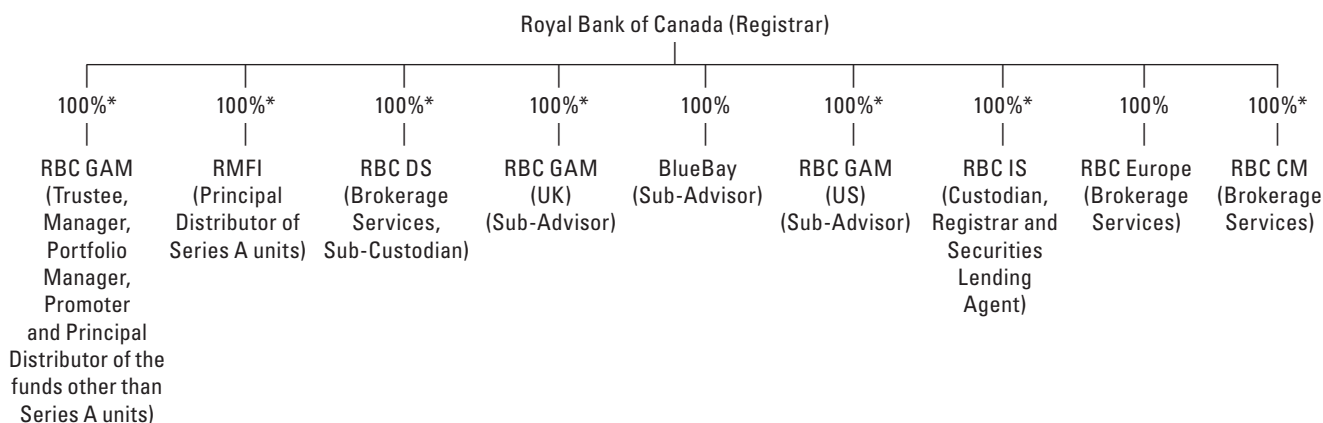 Royal Bank of Canada (Registrar)
100%*
100%*
100%*
100%*
100%
100%*
100%*
100%
100%*
RBC GAM
(Trustee,
Manager,
Portfolio
Manager,
Promoter
and Principal
Distributor of the
funds other than
Series A units)
RMFI
(Principal
Distributor of
Series A units)
RBC DS
(Brokerage
Services,
Sub-Custodian)
RBC GAM
(UK)
(Sub-Advisor)
BlueBay
(Sub-Advisor)
RBC GAM
(US)
(Sub-Advisor)
RBC IS
(Custodian,
Registrar and
Securities
Lending
Agent)
RBC Europe
(Brokerage
Services)
RBC CM
(Brokerage
Services)